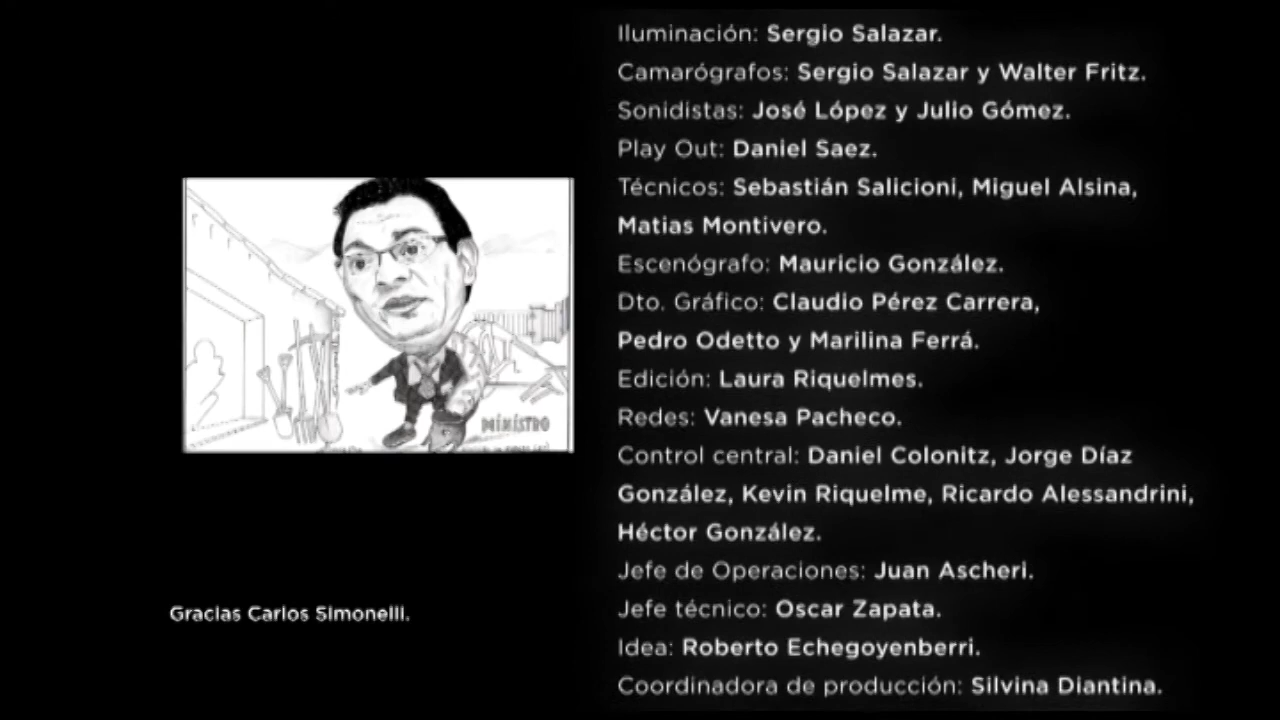 Iluminación: Sergio Salazar.
Camarógrafos: Sergio Salazar y Walter Fritz.
Sonidístas: José López y Julio Gómez.
Play Out: Daniel Saez.
Técnicos: Sebastián Salicioni, Miguel Alsina,
Matias Montivero.
Escenógrafo: Mauricio González.
Dto. Gráfico: Claudio Pérez Carrera,
Pedro Odetto y Marilina Ferrá.
Edición: Laura Riquelmes.
Redes: Vanesa Pacheco.
Control central: Daniel Colonitz, Jorge Díaz
González, Kevin Riquelme, Ricardo Alessandrini,
Héctor González.
Jefe de Operaciones: Juan Ascheri.
Jefe técnico: Oscar Zapata.
Idea: Roberto Echegoyenberri.
Coordinadora de producción: Silvina Diantina.
MINISTRO
Gracias Carlos Simonelli.